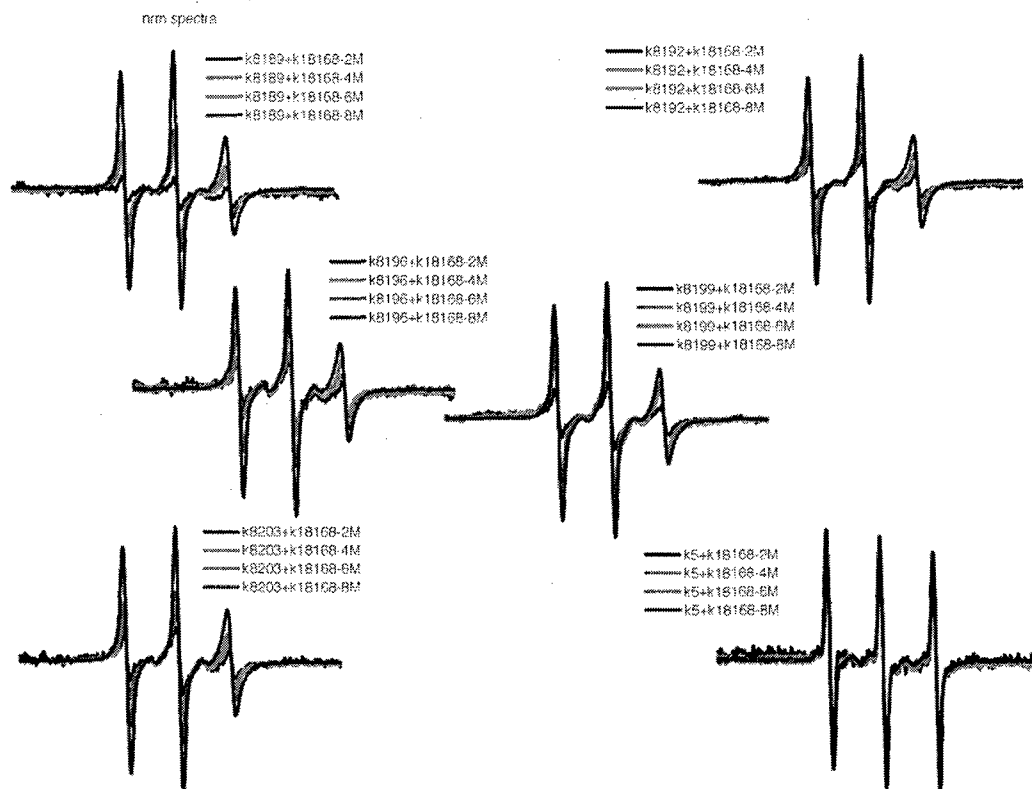 nrm spectra
k8189+k18168-2M
k8189+k18168-4M
k8189+k18168-6M
k8189+k18168-8M
k8192+k18168-2M
k8192+k18168-4M
k8192+k18168-6M
k8192+k18168-8M
k8196+k18168-2M
k8196+k18168-4M
k8196+k18168-6M
k8196+k18168-8M
k8199+k18168-2M
k8199+k18168-4M
k8199+k18168-6M
k8199+k18168-8M
k8203+k18168-2M
k8203+k18168-4M
k8203+k18168-6M
k8203+k18168-8M
k5+k18168-2M
k5+k18168-4M
k5+k18168-6M
k5+k18168-8M